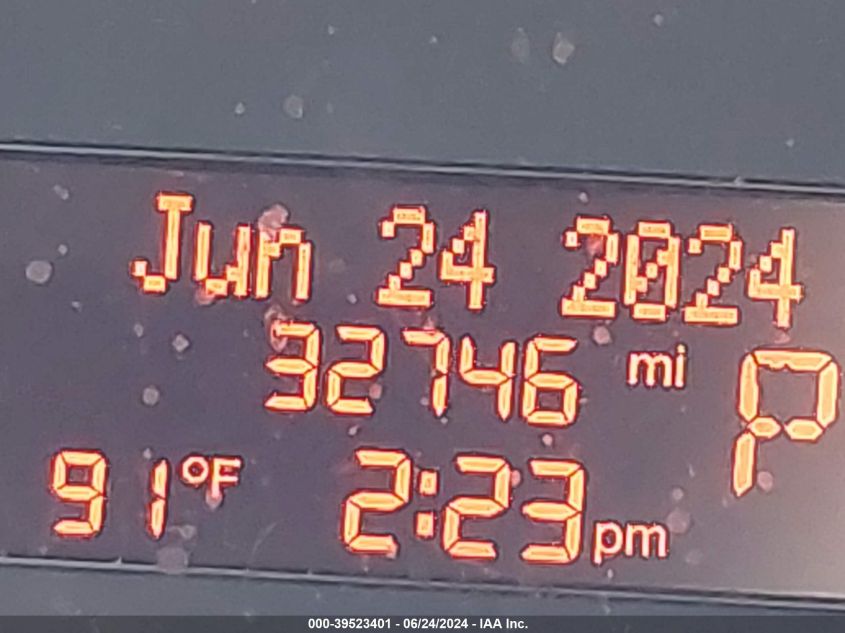 Jun 24 2024
32746 mi
P
91°F 2:23 pm
000-39523401 - 06/24/2024 - IAA Inc.